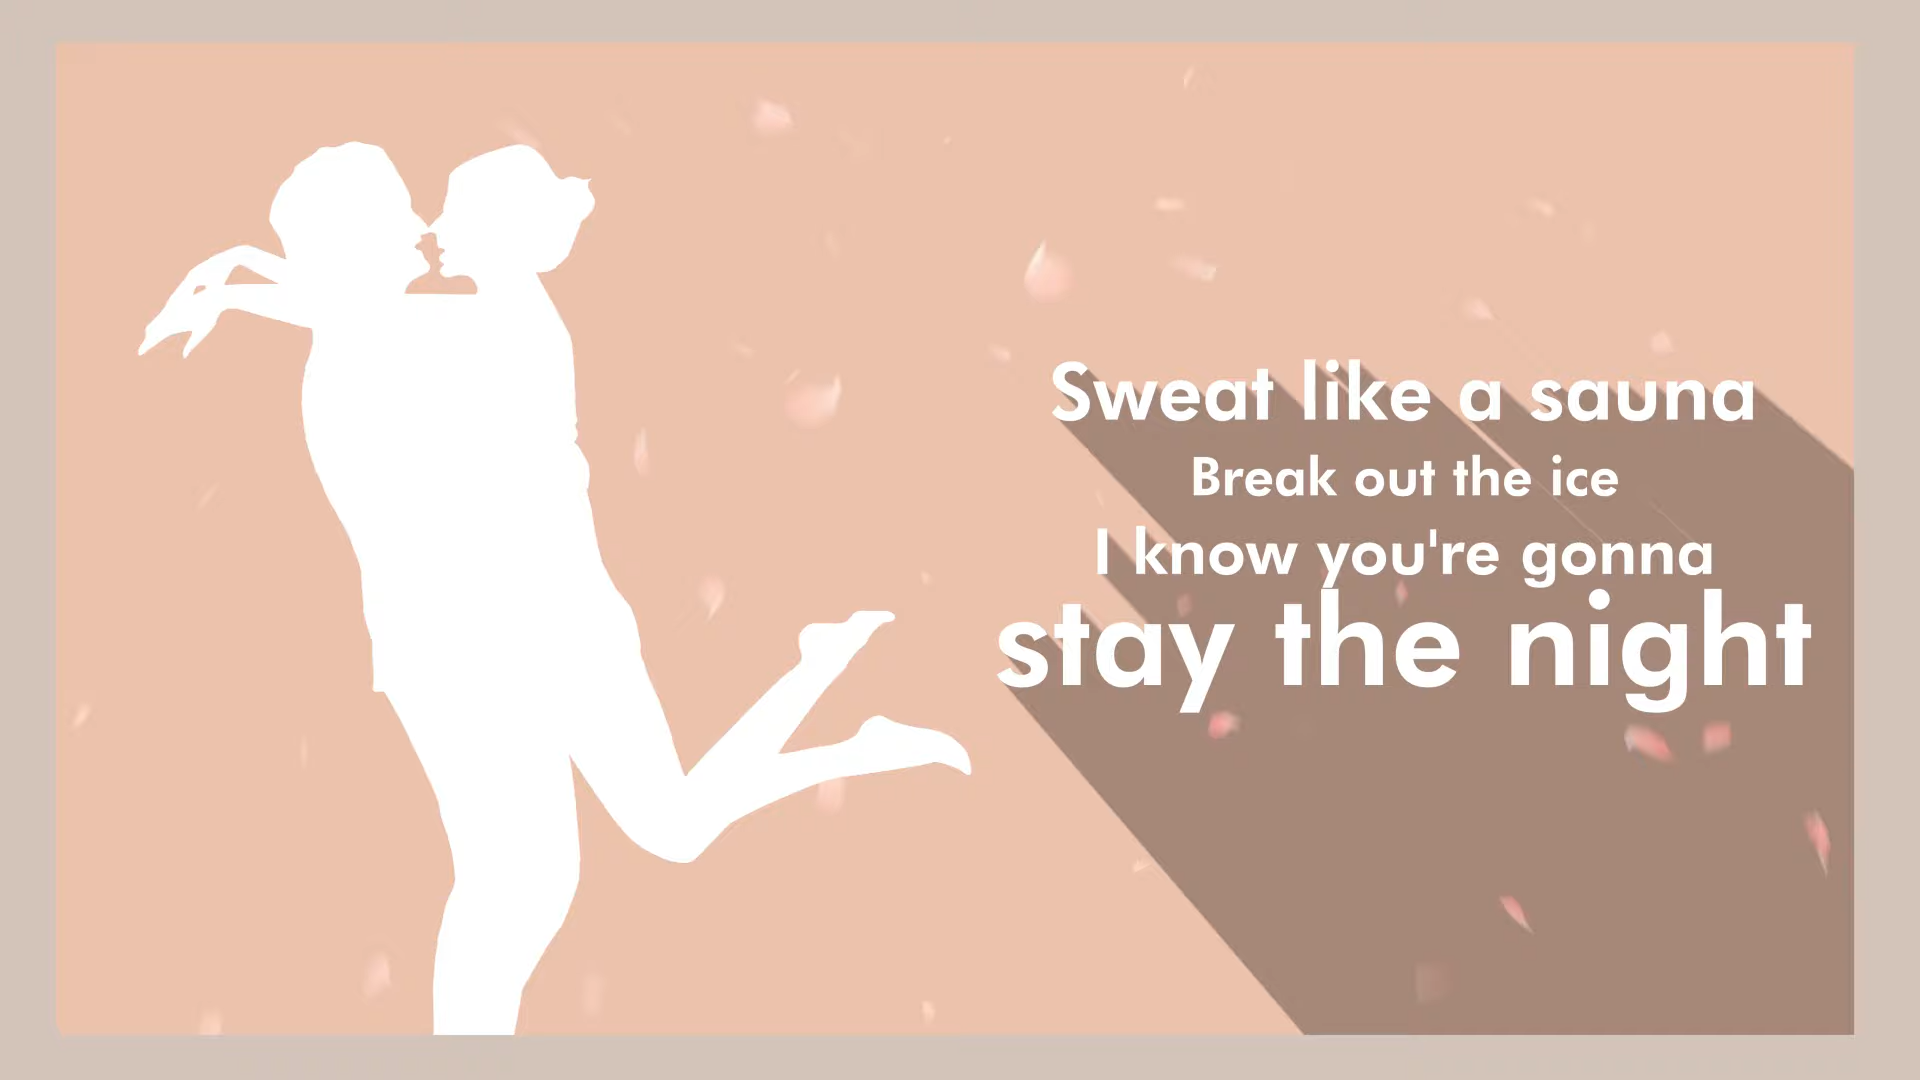 Sweat like a sauna
Break out the ice
I know you're gonna
stay the night